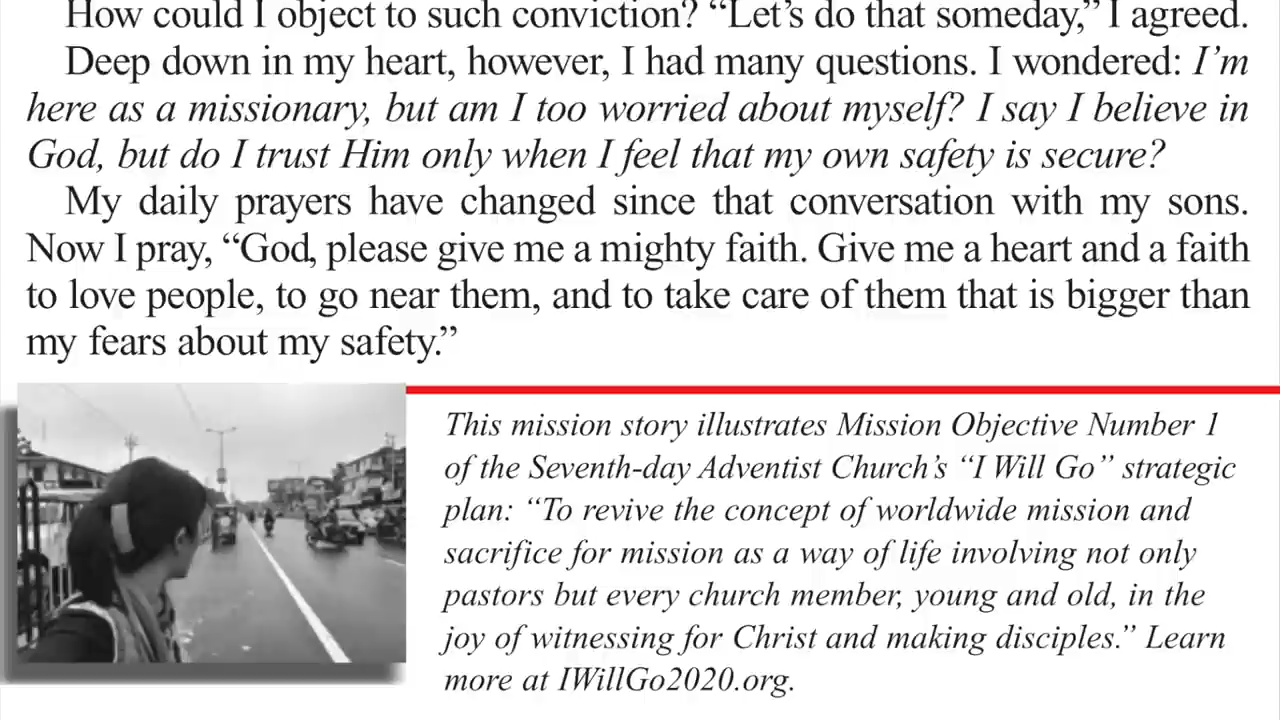 How could I object to such conviction? “Let’s do that someday,” I agreed.
Deep down in my heart, however, I had many questions. I wondered: I’m
here as a missionary, but am I too worried about myself? I say I believe in
God, but do I trust Him only when I feel that my own safety is secure?
My daily prayers have changed since that conversation with my sons.
Now I pray, “God, please give me a mighty faith. Give me a heart and a faith
to love people, to go near them, and to take care of them that is bigger than
my fears about my safety.”
This mission story illustrates Mission Objective Number 1
of the Seventh-day Adventist Church’s “I Will Go” strategic
plan: “To revive the concept of worldwide mission and
sacrifice for mission as a way of life involving not only
pastors but every church member, young and old, in the
joy of witnessing for Christ and making disciples.” Learn
more at IWillGo2020.org.